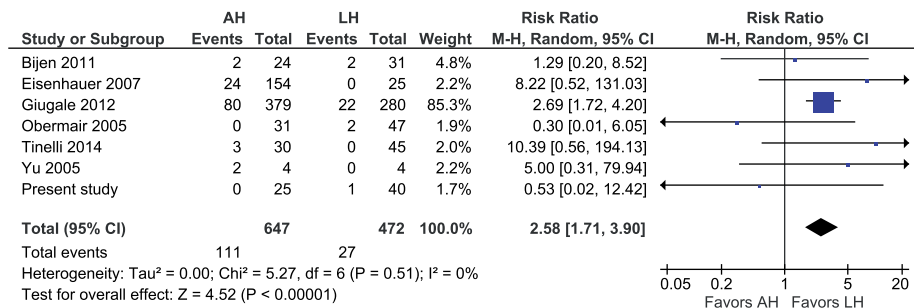 AH LH Risk Ratio Risk Ratio
Study or Subgroup Events Total Events Total Weight M-H, Random, 95% CI M-H, Random, 95% CI
Bijen 2011 2 24 2 31 4.8% 1.29 [0.20, 8.52]
Eisenhauer 2007 24 154 0 25 2.2% 8.22 [0.52, 131.03]
Giugale 2012 80 379 22 280 85.3% 2.69 [1.72, 4.20]
Obermair 2005 0 31 2 47 1.9% 0.30 [0.01, 6.05]
Tinelli 2014 3 30 0 45 2.0% 10.39 [0.56, 194.13]
Yu 2005 2 4 0 4 2.2% 5.00 [0.31, 79.94]
Present study 0 25 1 40 1.7% 0.53 [0.02, 12.42]
Total (95% CI) 647 472 100.0% 2.58 [1.71, 3.90]
Total events 111 27
Heterogeneity: Tau² = 0.00; Chi² = 5.27, df = 6 (P = 0.51); I² = 0%
Test for overall effect: Z = 4.52 (P < 0.00001)
0.05 0.2 1 5 20
Favors AH Favors LH